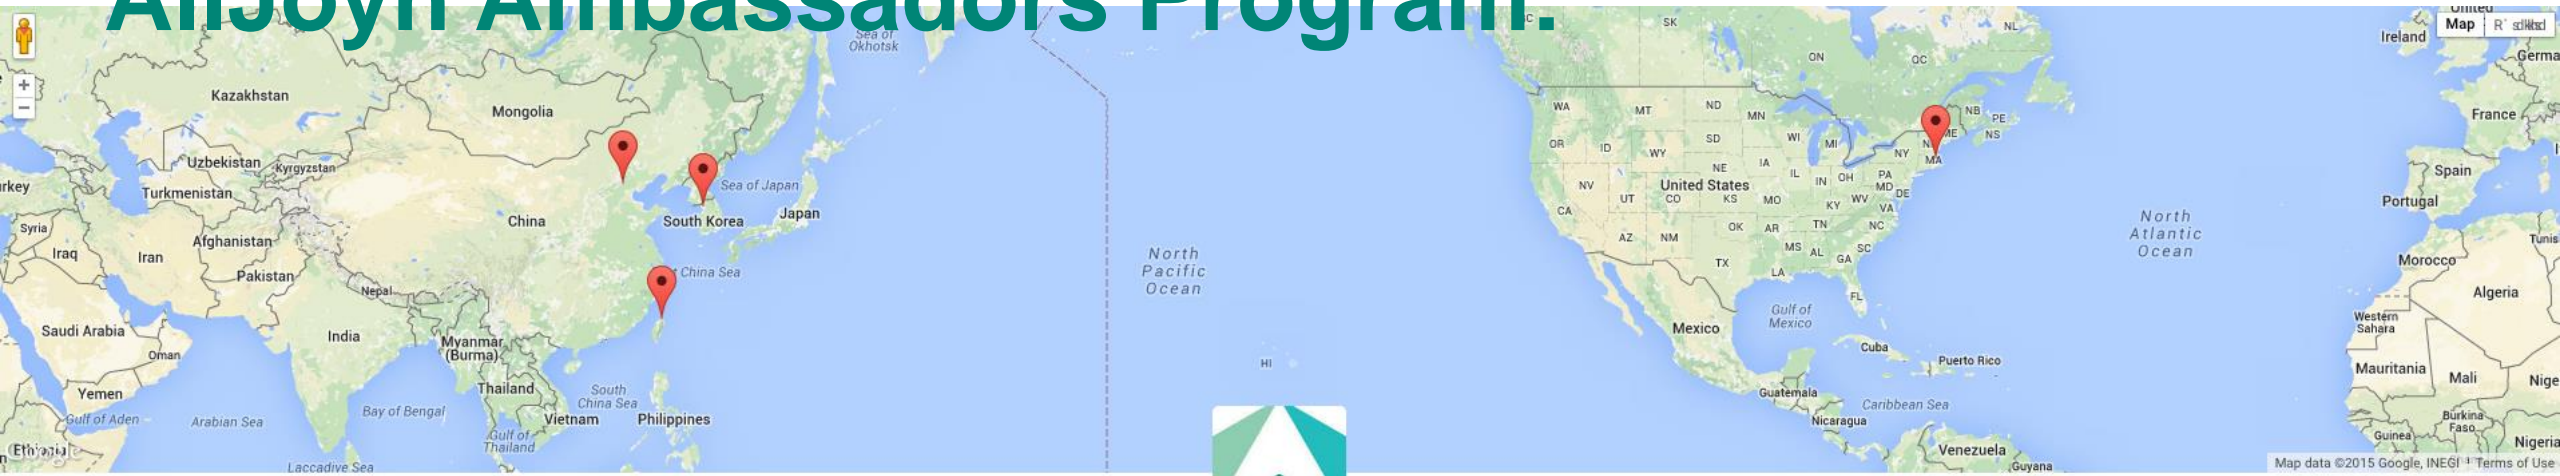 AllJoyn Ambassadors Program.
Sea of
Okhotsk
SK
NL
United
Map
Ireland
ON
QC
Germa
Kazakhstan
Mongolia
WA
MT
ND
MN
NB
PE
ME
NS
France
OR
ID
SD
WI
MI
WY
NY
MA
Uzbekistan
Kyrgyzstan
NE
IA
IL
IN
OH
PA
MD
DE
Spain
rkey
Turkmenistan
Sea of Japan
NV
UT
United States
CO
KS
MO
KY
WV
VA
Portugal
China
South Korea
Japan
CA
OK
AR
TN
NC
North
Atlantic
Ocean
Syria
Iraq
Iran
Afghanistan
AZ
NM
MS
AL
GA
SC
Tunis
Pakistan
China Sea
North
Pacific
Ocean
TX
LA
Morocco
Nepal
FL
Algeria
Saudi Arabia
Oman
India
Myanmar
(Burma)
Mexico
Gulf of
Mexico
Western
Sahara
HI
Cuba
Puerto Rico
Mauritania
Mali
Nige
Yemen
Thailand
South
China Sea
Guatemala
Caribbean Sea
Gulf of Aden
Arabian Sea
Bay of Bengal
Vietnam
Philippines
Nicaragua
Burkina
Faso
Gulf of
Thailand
Guinea
Nigeria
Ethiopia
Laccadive Sea
Venezuela
Guyana
Map data ©2015 Google, INEGI
Terms of Use